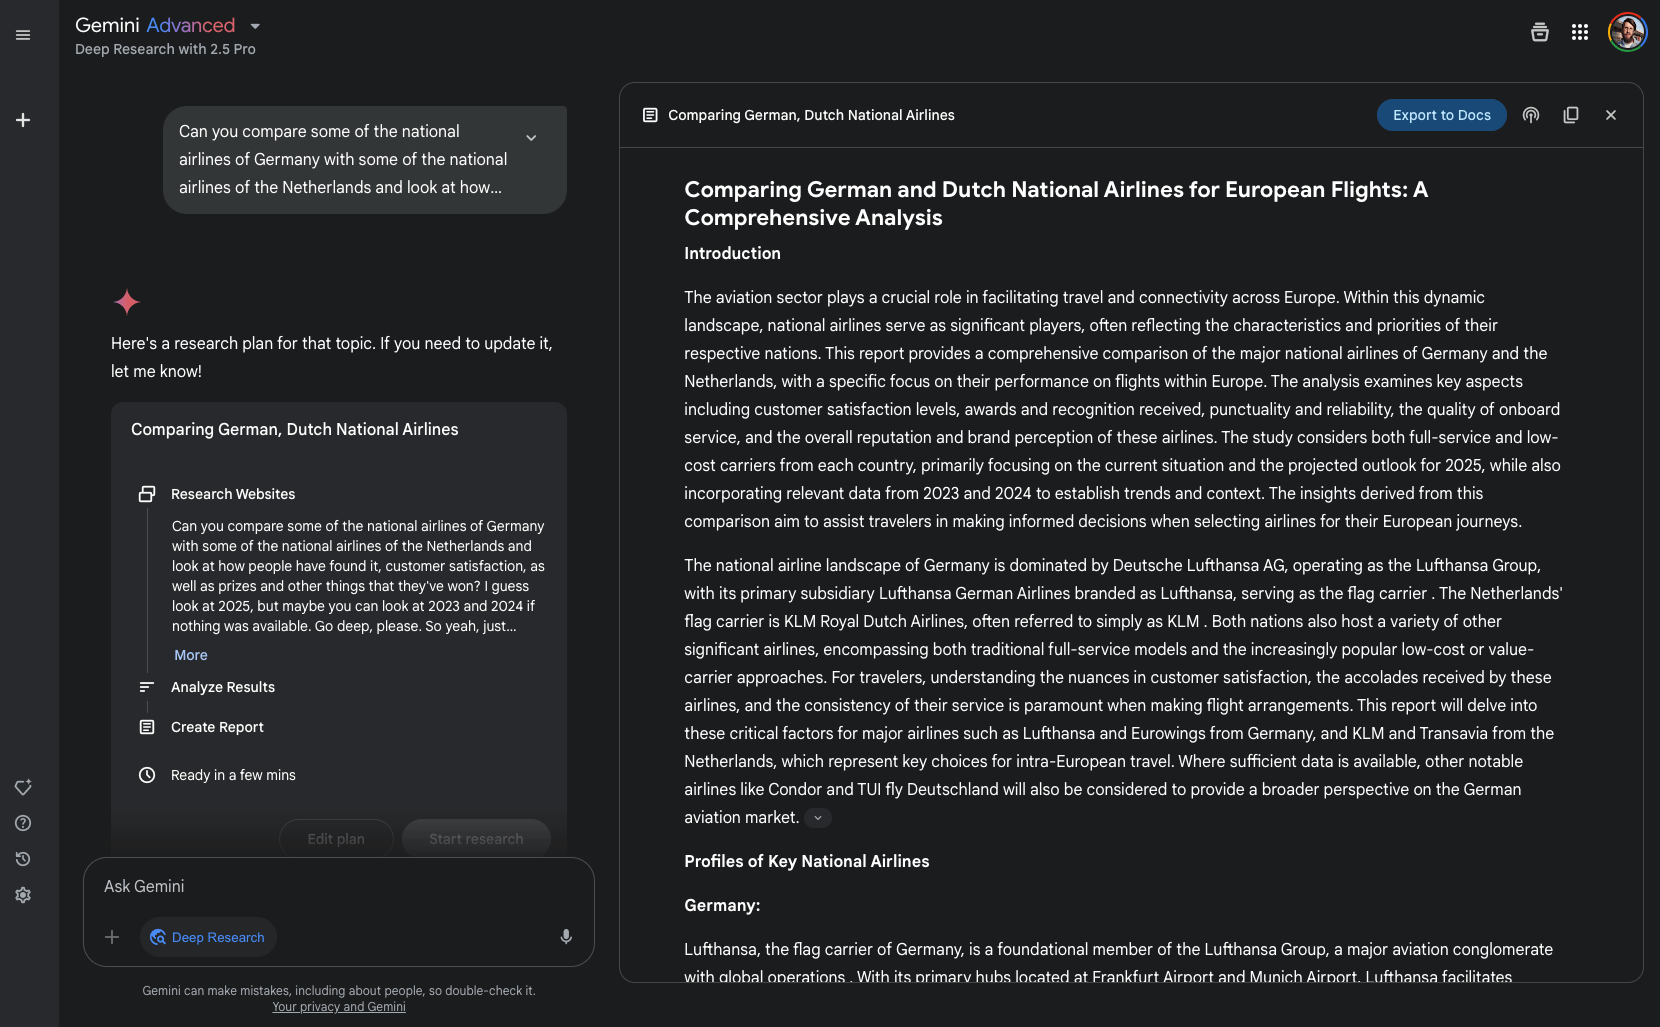 Gemini Advanced
Deep Research with 2.5 Pro
Can you compare some of the national
airlines of Germany with some of the national
airlines of the Netherlands and look at how...
Here's a research plan for that topic. If you need to update it,
let me know!
Comparing German, Dutch National Airlines
Research Websites
Can you compare some of the national airlines of Germany
with some of the national airlines of the Netherlands and
look at how people have found it, customer satisfaction, as
well as prizes and other things that they've won? I guess
look at 2025, but maybe you can look at 2023 and 2024 if
nothing was available. Go deep, please. So yeah, just...
More
Analyze Results
Create Report
Ready in a few mins
Edit plan
Start research
Ask Gemini
Deep Research
Gemini can make mistakes, including about people, so double-check it.
Your privacy and Gemini
Comparing German, Dutch National Airlines
Export to Docs
Comparing German and Dutch National Airlines for European Flights: A
Comprehensive Analysis
Introduction
The aviation sector plays a crucial role in facilitating travel and connectivity across Europe. Within this dynamic
landscape, national airlines serve as significant players, often reflecting the characteristics and priorities of their
respective nations. This report provides a comprehensive comparison of the major national airlines of Germany and the
Netherlands, with a specific focus on their performance on flights within Europe. The analysis examines key aspects
including customer satisfaction levels, awards and recognition received, punctuality and reliability, the quality of onboard
service, and the overall reputation and brand perception of these airlines. The study considers both full-service and low-
cost carriers from each country, primarily focusing on the current situation and the projected outlook for 2025, while also
incorporating relevant data from 2023 and 2024 to establish trends and context. The insights derived from this
comparison aim to assist travelers in making informed decisions when selecting airlines for their European journeys.
The national airline landscape of Germany is dominated by Deutsche Lufthansa AG, operating as the Lufthansa Group,
with its primary subsidiary Lufthansa German Airlines branded as Lufthansa, serving as the flag carrier . The Netherlands'
flag carrier is KLM Royal Dutch Airlines, often referred to simply as KLM . Both nations also host a variety of other
significant airlines, encompassing both traditional full-service models and the increasingly popular low-cost or value-
carrier approaches. For travelers, understanding the nuances in customer satisfaction, the accolades received by these
airlines, and the consistency of their service is paramount when making flight arrangements. This report will delve into
these critical factors for major airlines such as Lufthansa and Eurowings from Germany, and KLM and Transavia from the
Netherlands, which represent key choices for intra-European travel. Where sufficient data is available, other notable
airlines like Condor and TUI fly Deutschland will also be considered to provide a broader perspective on the German
aviation market.
Profiles of Key National Airlines
Germany:
Lufthansa, the flag carrier of Germany, is a foundational member of the Lufthansa Group, a major aviation conglomerate
with global operations . With its primary hubs located at Frankfurt Airport and Munich Airport, Lufthansa facilitates